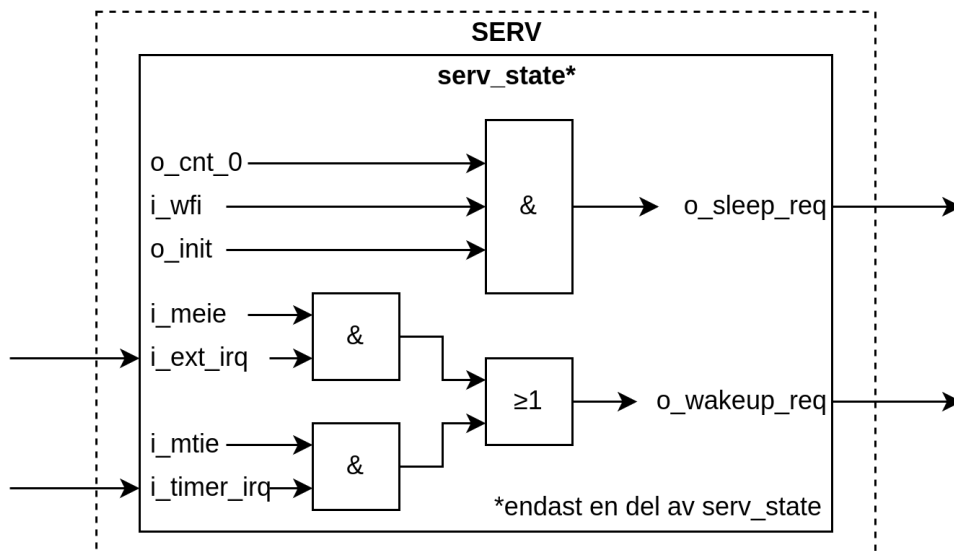 SERV
serv_state*
o_cnt_0
i_wfi
&
o_sleep_req
o_init
i_meie
&
i_ext_irq
≥1
o_wakeup_req
i_mtie
&
i_timer_irq
*endast en del av serv_state